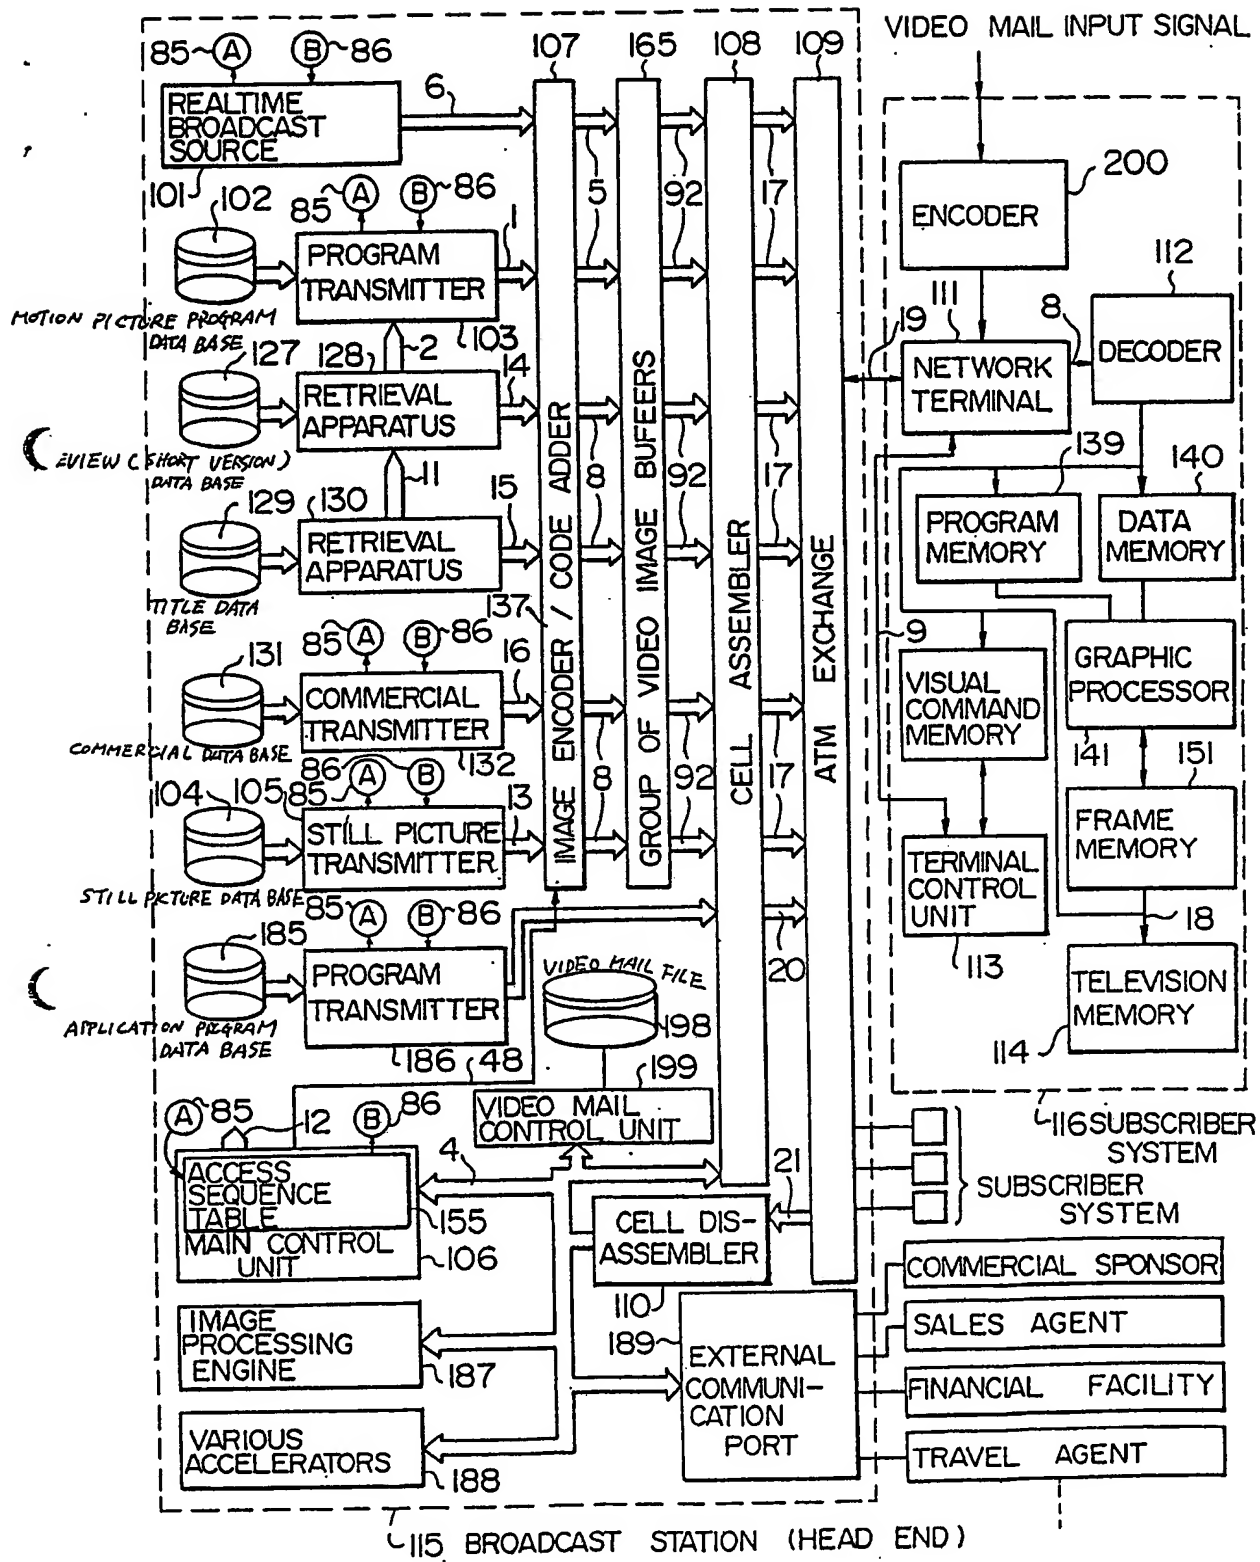 VIDEO MAIL INPUT SIGNAL
85 A B 86
107 165 108 109
REALTIME
BROADCAST
SOURCE
101
6
5 92 17
200
ENCODER
102
85 A B 86
PROGRAM
TRANSMITTER
1
MOTION PICTURE PROGRAM
DATA BASE
103
2
112
DECODER
111
19
8
NETWORK
TERMINAL
127
128
RETRIEVAL
APPARATUS
14
EVIEW (SHORT VERSION)
DATA BASE
11
8 92 17
139
PROGRAM
MEMORY
140
DATA
MEMORY
129
130
RETRIEVAL
APPARATUS
15
TITLE DATA
BASE
137
IMAGE ENCODER / CODE ADDER
GROUP OF VIDEO IMAGE BUFEERS
CELL ASSEMBLER
ATM EXCHANGE
9
131
85 A B 86
COMMERCIAL
TRANSMITTER
16
COMMERCIAL DATA BASE
132
8 92 17
VISUAL
COMMAND
MEMORY
GRAPHIC
PROCESSOR
141
151
104
105
86
85 A B
STILL PICTURE
TRANSMITTER
13
STILL PICTURE DATA BASE
8 92 17
FRAME
MEMORY
TERMINAL
CONTROL
UNIT
113
18
185
85 A B 86
PROGRAM
TRANSMITTER
APPLICATION PROGRAM
DATA BASE
186
48
20
VIDEO MAIL FILE
198
199
VIDEO MAIL
CONTROL UNIT
TELEVISION
MEMORY
114
116 SUBSCRIBER
SYSTEM
A 85
12
B 86
ACCESS
SEQUENCE
TABLE
155
MAIN CONTROL
UNIT
106
4
21
CELL DIS-
ASSEMBLER
110
SUBSCRIBER
SYSTEM
IMAGE
PROCESSING
ENGINE
187
VARIOUS
ACCELERATORS
188
189
EXTERNAL
COMMUNI-
CATION
PORT
COMMERCIAL SPONSOR
SALES AGENT
FINANCIAL FACILITY
TRAVEL AGENT
115 BROADCAST STATION (HEAD END)